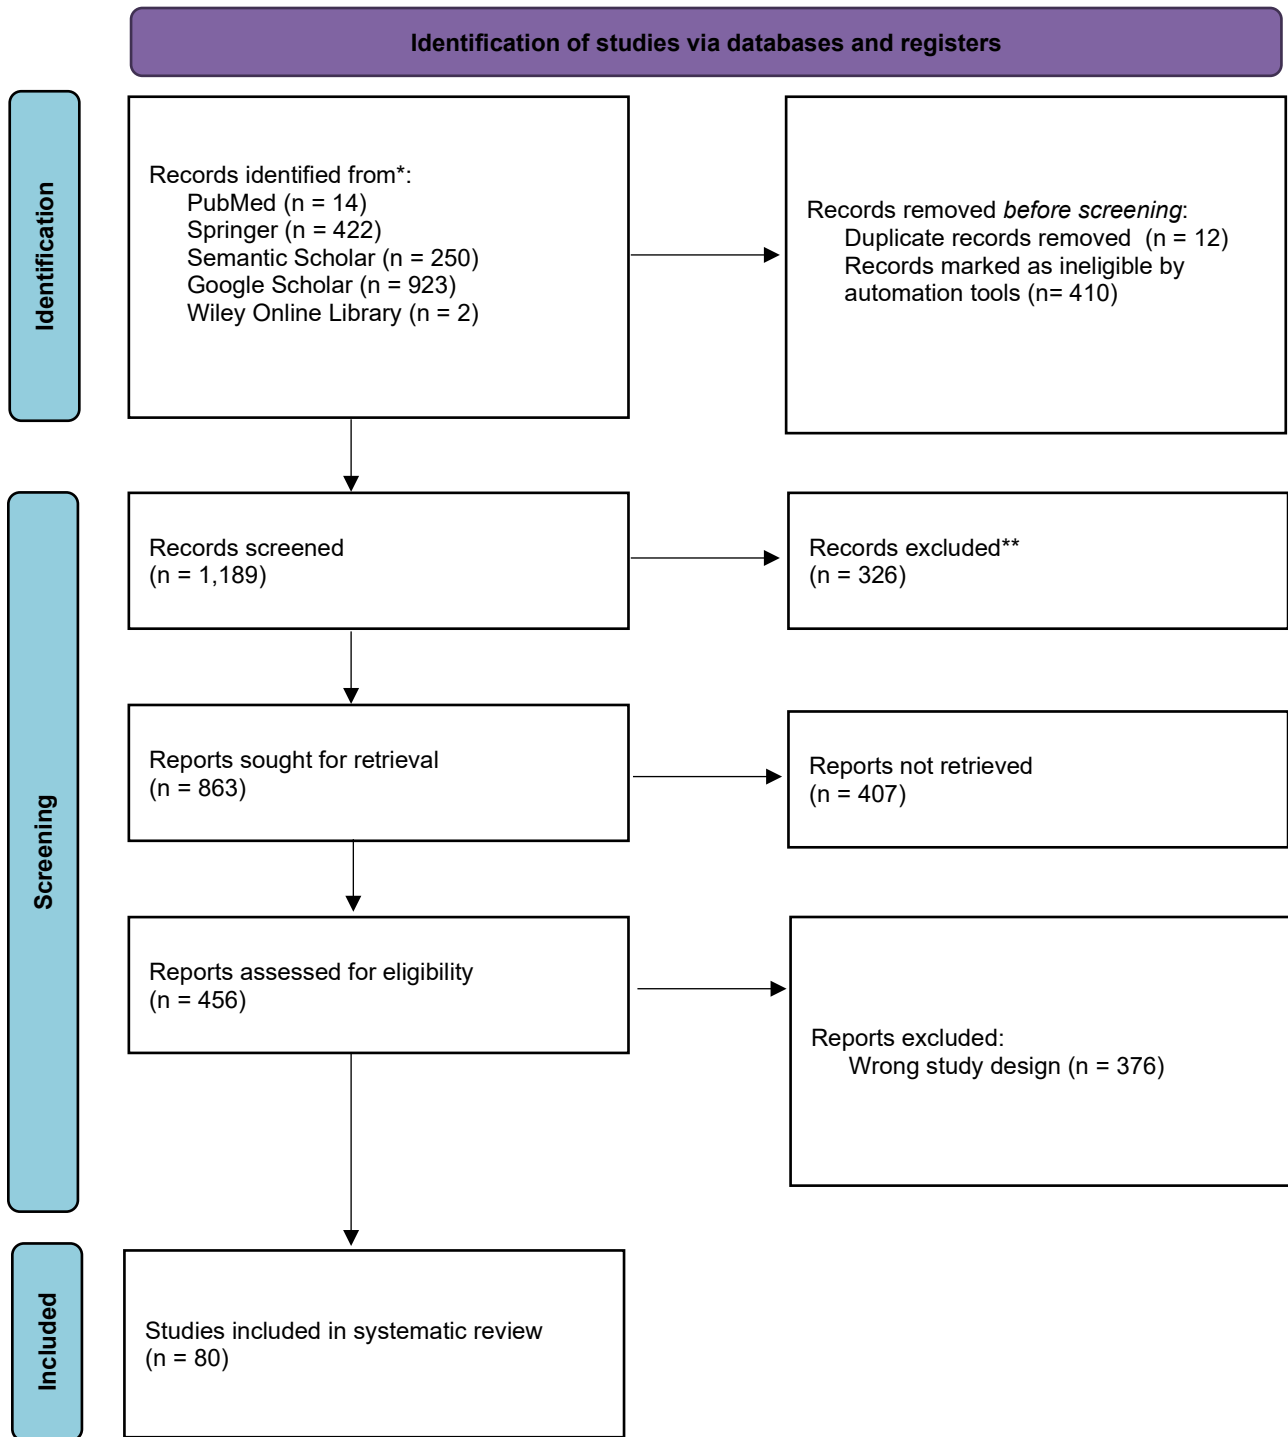 Identification of studies via databases and registers
Identification
Records identified from*:
PubMed (n = 14)
Springer (n = 422)
Semantic Scholar (n = 250)
Google Scholar (n = 923)
Wiley Online Library (n = 2)
Records removed before screening:
Duplicate records removed  (n = 12)
Records marked as ineligible by
automation tools (n= 410)
Screening
Records screened
(n = 1,189)
Records excluded**
(n = 326)
Reports sought for retrieval
(n = 863)
Reports not retrieved
(n = 407)
Reports assessed for eligibility
(n = 456)
Reports excluded:
Wrong study design (n = 376)
Included
Studies included in systematic review
(n = 80)